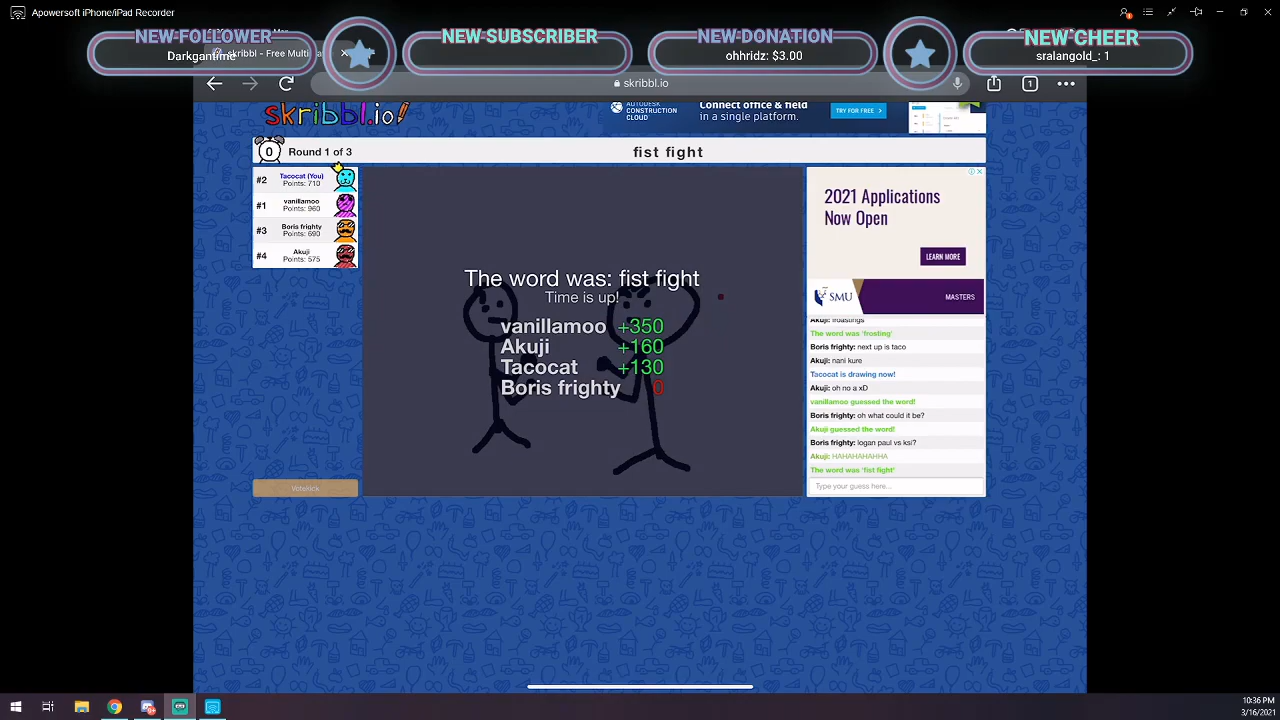 Apowersoft iPhone/iPad Recorder
NEW FOLLOWER
NEW SUBSCRIBER
NEW DONATION
NEW CHEER
skribbl - Free Multi
ohhridz: $3.00
sralangold_: 1
skribbl.io
1
skribbl.io!
AUTODESK
CONSTRUCTION
CLOUD
Connect office & field
in a single platform.
TRY FOR FREE >
0
Round 1 of 3
fist fight
#2
Tacocat (You)
Points: 710
#1
vanillamoo
Points: 960
#3
Boris frighty
Points: 690
#4
Akuji
Points: 575
Votekick
The word was: fist fight
Time is up!
vanillamoo +350
Akuji +160
Tacocat +130
Boris frighty 0
2021 Applications
Now Open
LEARN MORE
SMU
MASTERS
Akuji: froastings
The word was 'frosting'
Boris frighty: next up is taco
Akuji: nani kure
Tacocat is drawing now!
Akuji: oh no a xD
vanillamoo guessed the word!
Boris frighty: oh what could it be?
Akuji guessed the word!
Boris frighty: logan paul vs ksi?
Akuji: HAHAHAHAHHA
The word was 'fist fight'
Type your guess here...
10:36 PM
3/16/2021